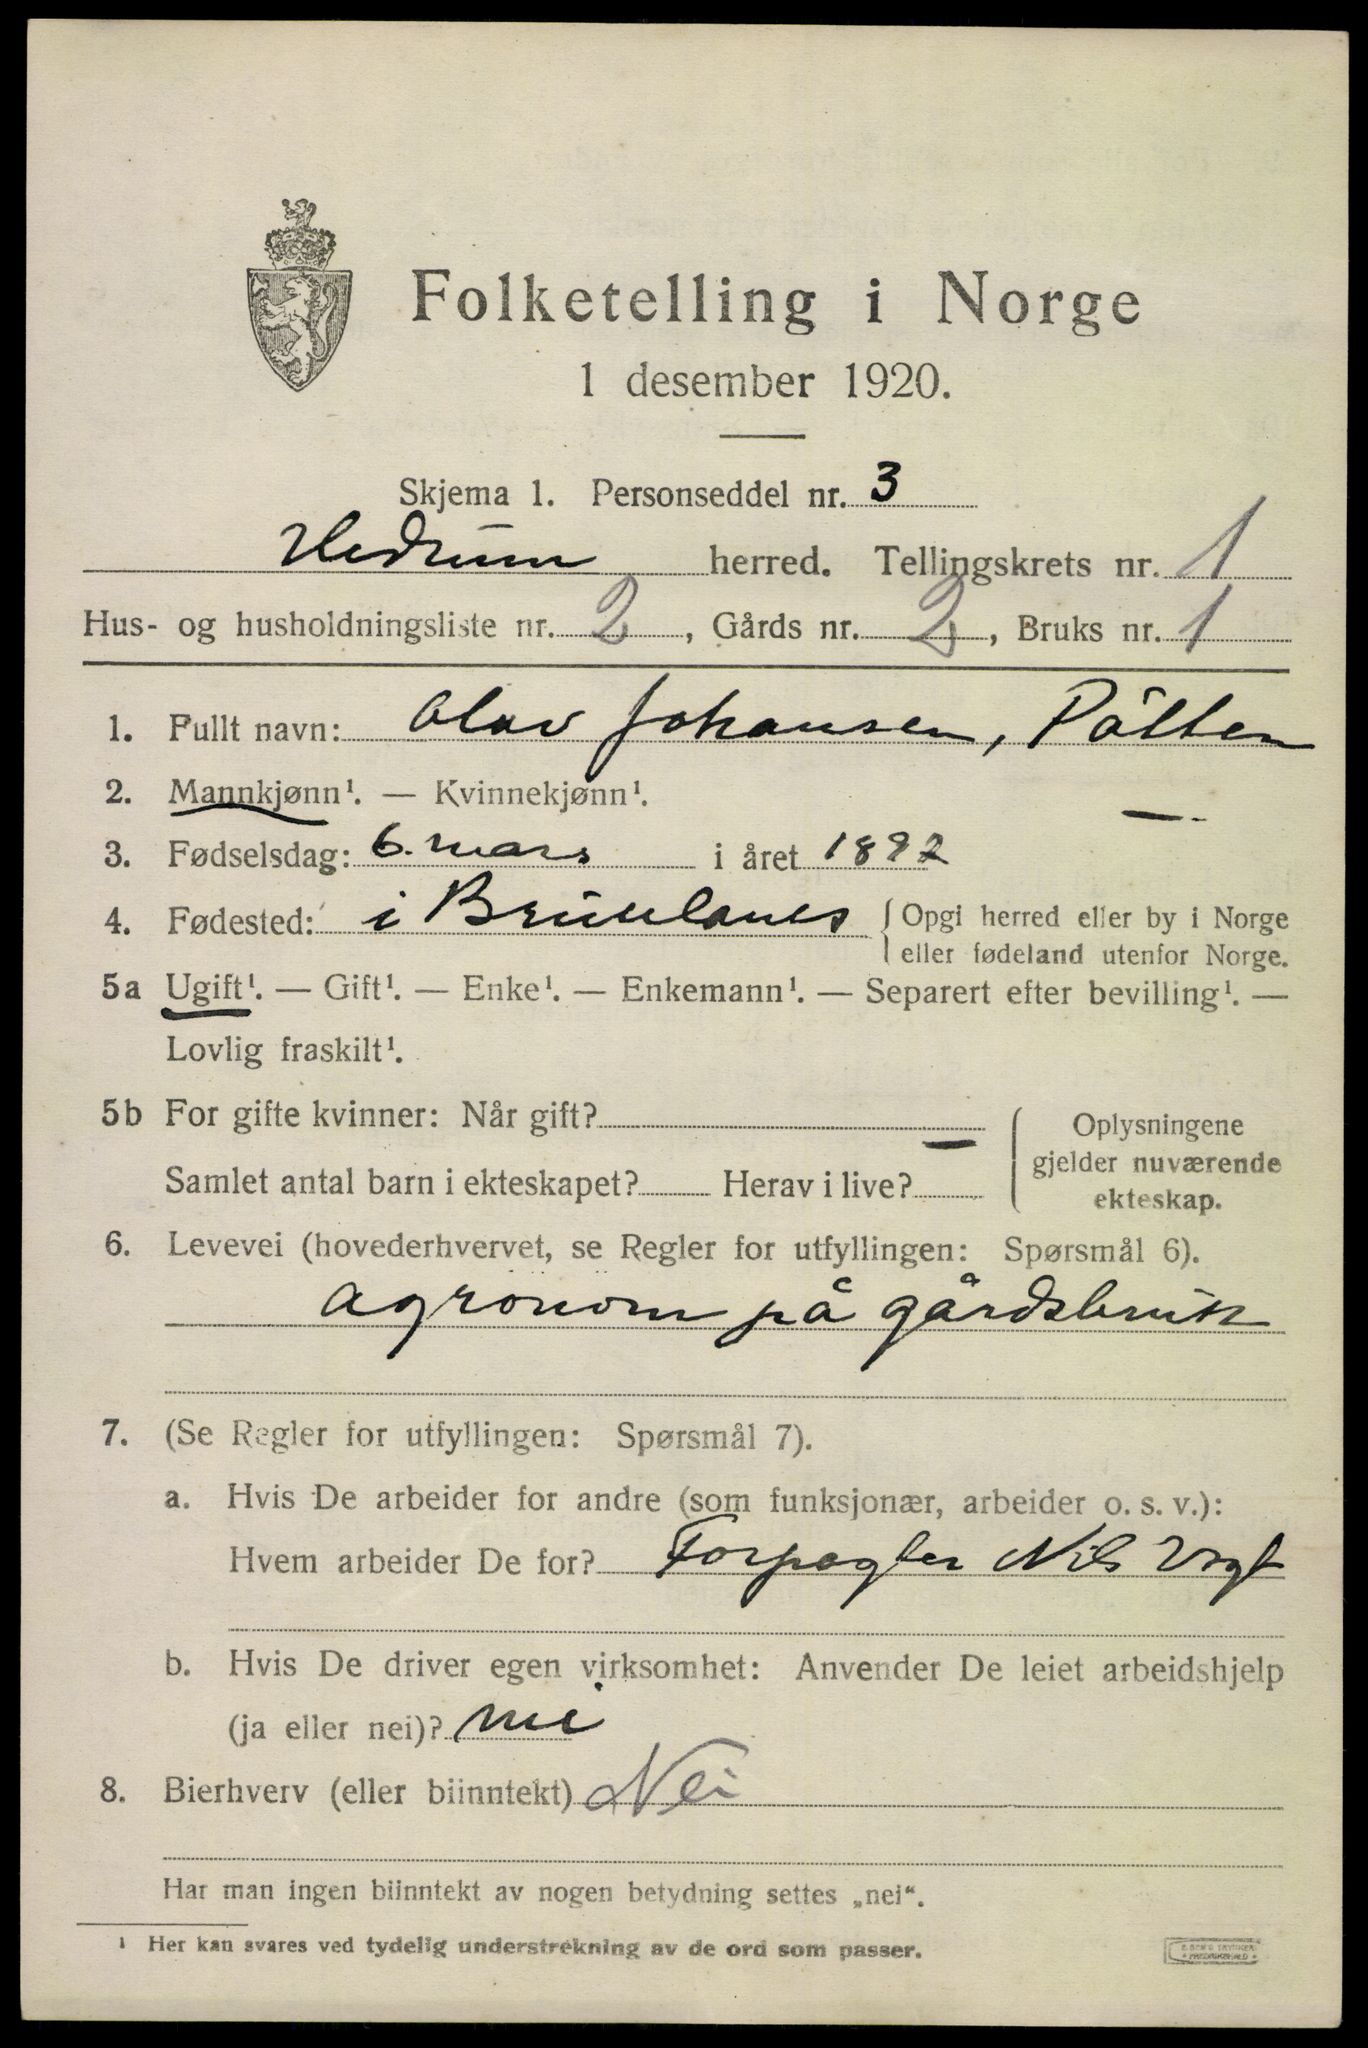 Folketelling i Norge
1 desember 1920.
Skjema 1. Personseddel nr. 3
Hedrum herred. Tellingskrets nr. 1
Hus- og husholdningsliste nr. 2, Gårds nr. 2, Bruks nr. 1
1. Fullt navn: Olav Johansen, Pölten
2. Mannkjønn¹. — Kvinnekjønn¹.
3. Fødselsdag: 6. mars i året 1892
4. Fødested: i Brunlanes { Opgi herred eller by i Norge
eller fødeland utenfor Norge.
5a Ugift¹. — Gift¹. — Enke¹. — Enkemann¹. — Separert efter bevilling¹. —
Lovlig fraskilt¹.
5b For gifte kvinner: Når gift? —
Samlet antal barn i ekteskapet? Herav i live?
Oplysningene
gjelder nuværende
ekteskap.
6. Levevei (hovederhvervet, se Regler for utfyllingen: Spørsmål 6).
agronom på gårdsbruk
7. (Se Regler for utfyllingen: Spørsmål 7).
a. Hvis De arbeider for andre (som funksjonær, arbeider o. s. v.):
Hvem arbeider De for? Forpagter Nils Vogt
b. Hvis De driver egen virksomhet: Anvender De leiet arbeidshjelp
(ja eller nei)? nei
8. Bierhverv (eller biinntekt) Nei
Har man ingen biinntekt av nogen betydning settes „nei“.
¹ Her kan svares ved tydelig understrekning av de ord som passer.